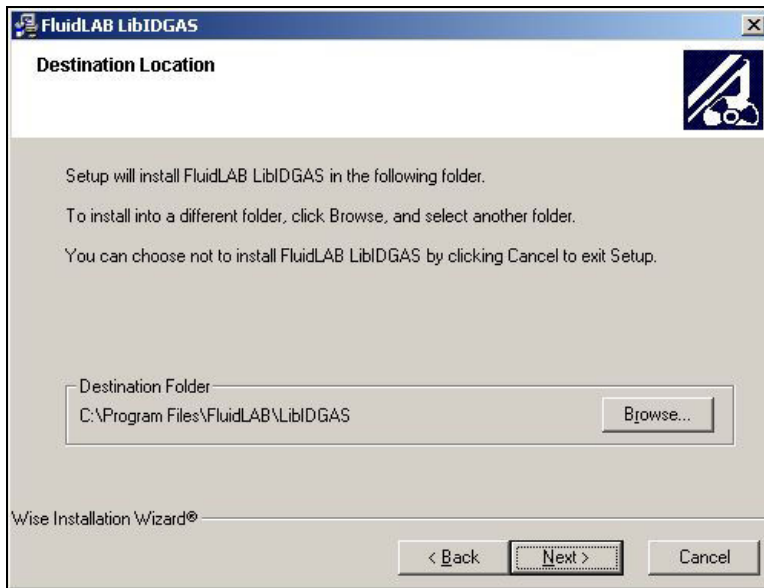 FluidLAB LibIDGAS
Destination Location
Setup will install FluidLAB LibIDGAS in the following folder.
To install into a different folder, click Browse, and select another folder.
You can choose not to install FluidLAB LibIDGAS by clicking Cancel to exit Setup.
Destination Folder
C:\Program Files\FluidLAB\LibIDGAS
Browse...
Wise Installation Wizard®
< Back
Next >
Cancel